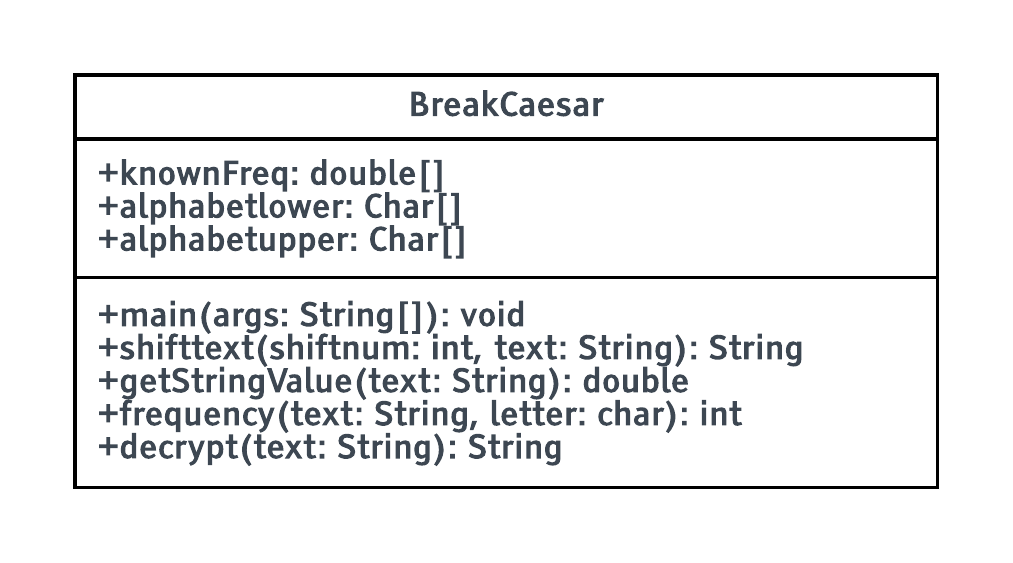 BreakCaesar
+knownFreq: double[]
+alphabetlower: Char[]
+alphabetupper: Char[]
+main(args: String[]): void
+shifttext(shiftnum: int, text: String): String
+getStringValue(text: String): double
+frequency(text: String, letter: char): int
+decrypt(text: String): String